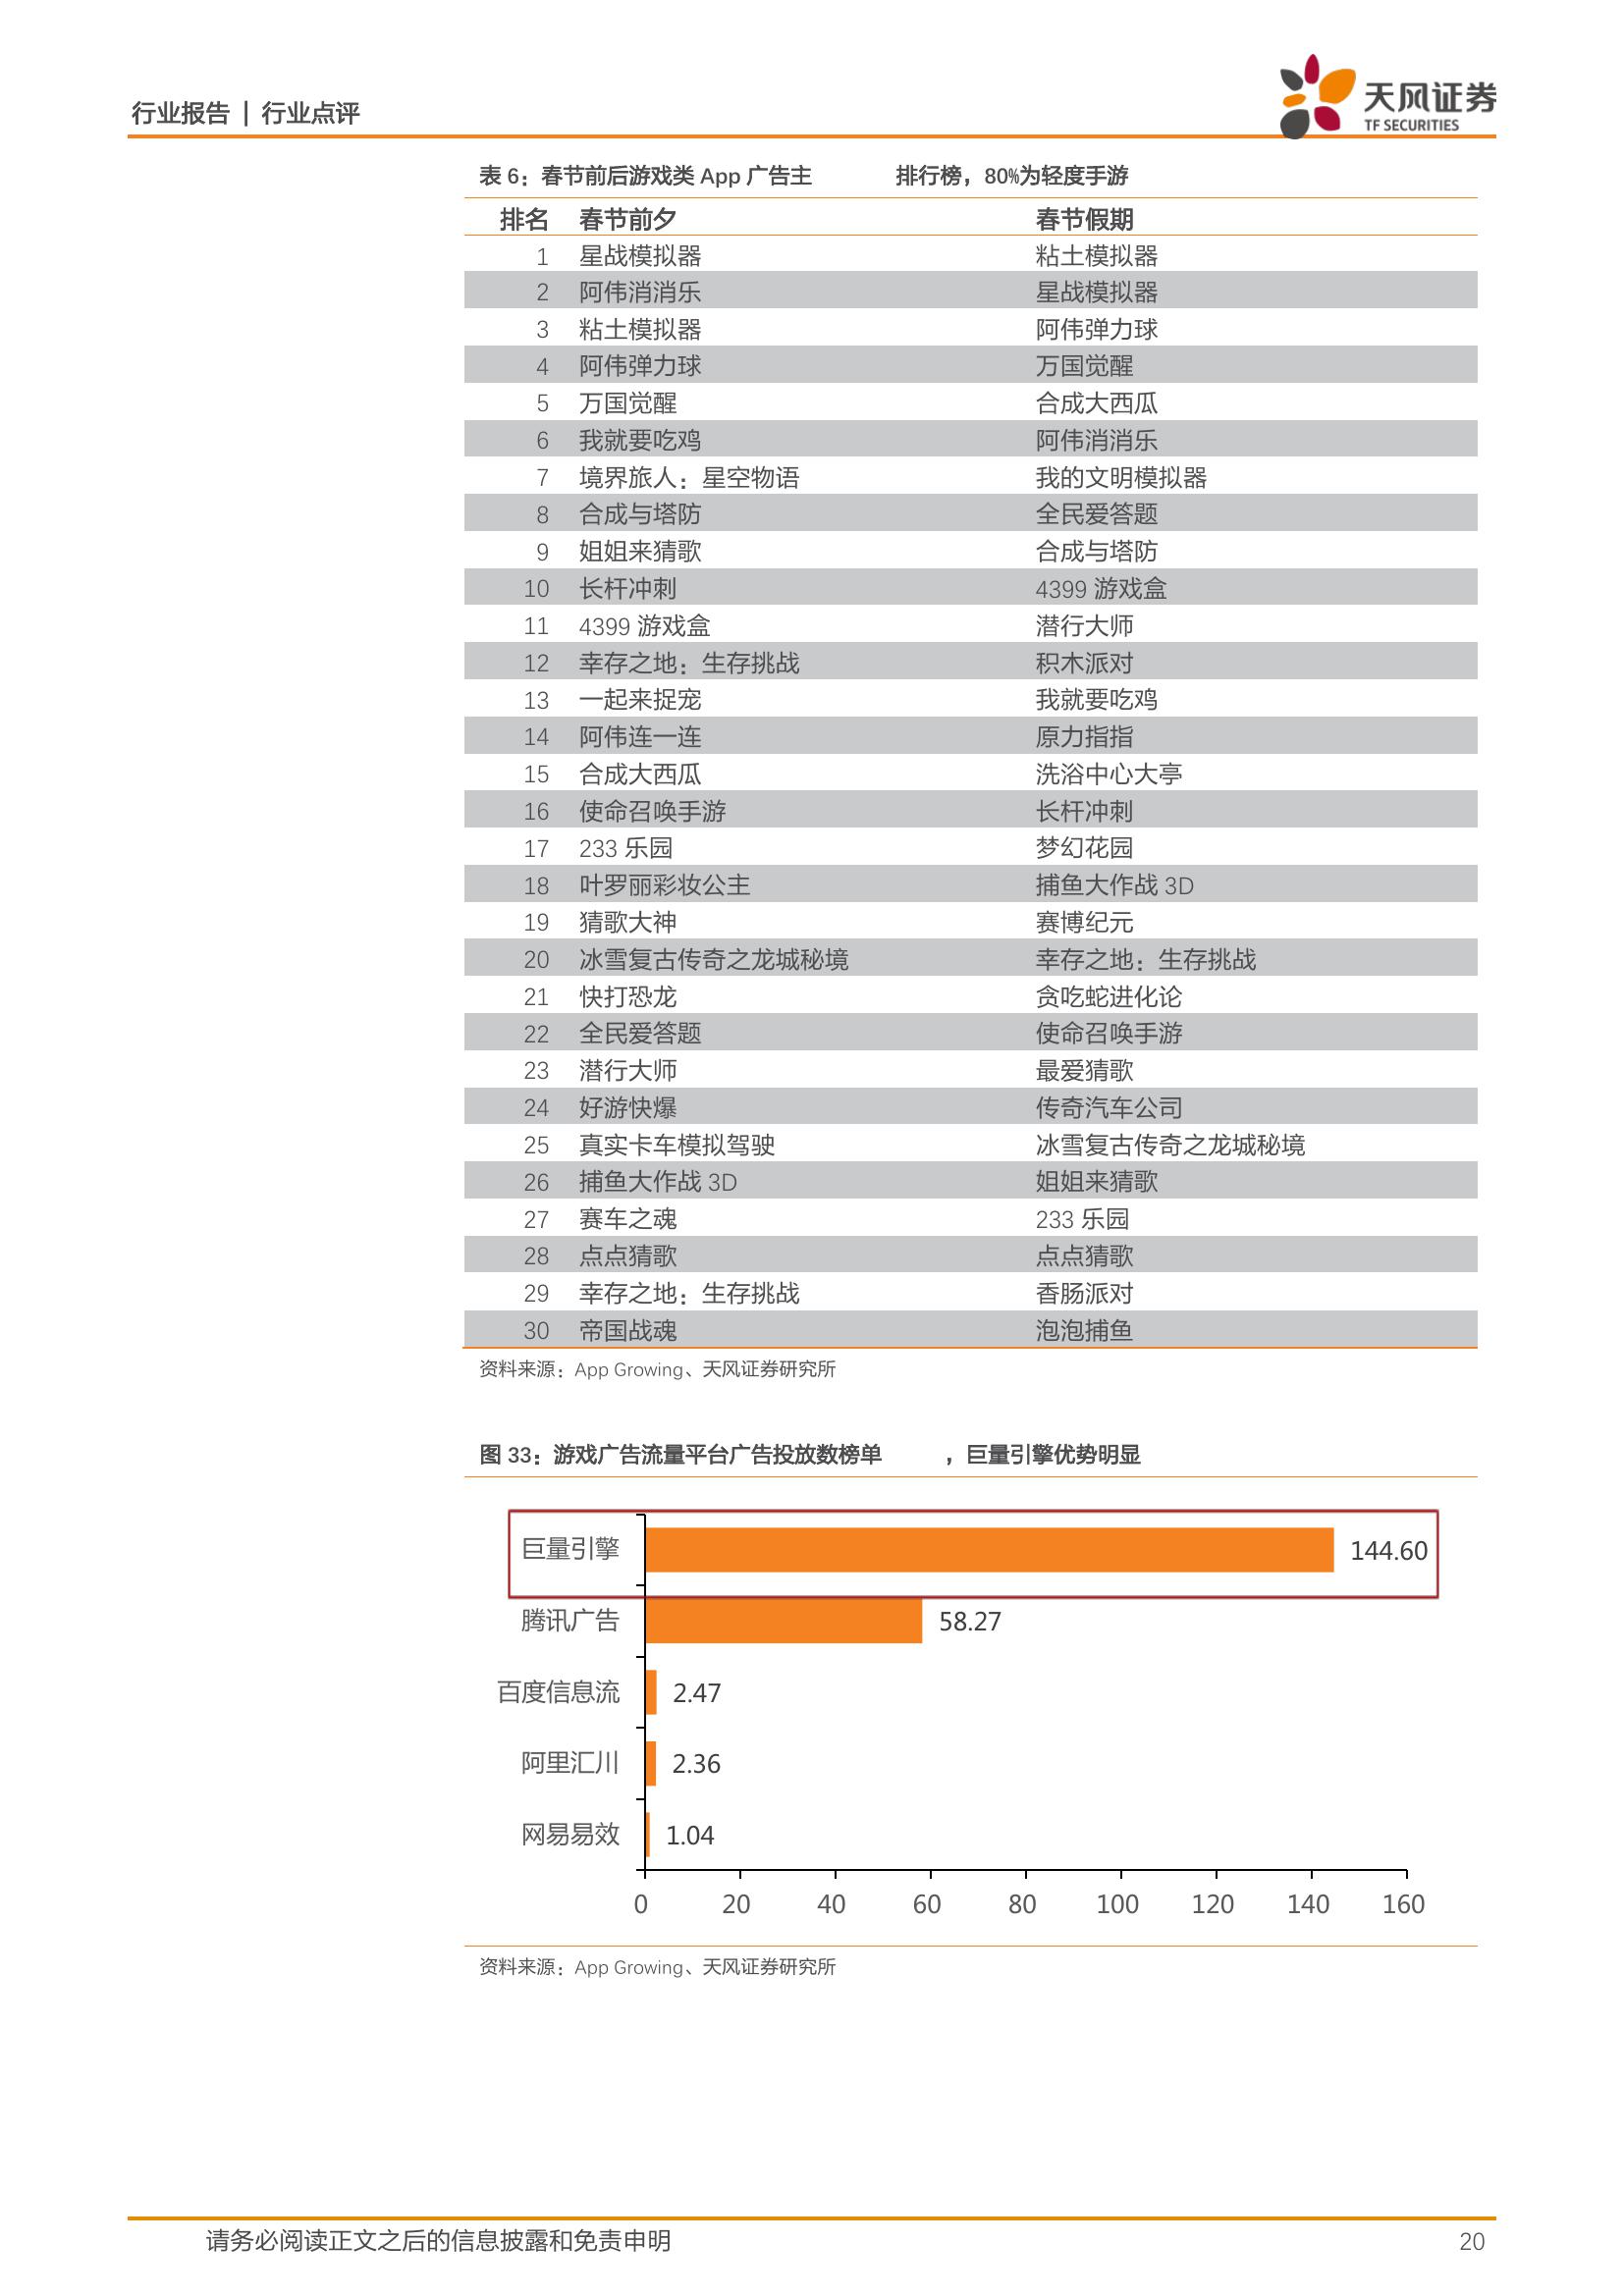 行业报告 | 行业点评
天风证券
TF SECURITIES
表 6：春节前后游戏类 App 广告主 排行榜，80%为轻度手游
排名 春节前夕 春节假期
1 星战模拟器 粘土模拟器
2 阿伟消消乐 星战模拟器
3 粘土模拟器 阿伟弹力球
4 阿伟弹力球 万国觉醒
5 万国觉醒 合成大西瓜
6 我就要吃鸡 阿伟消消乐
7 境界旅人：星空物语 我的文明模拟器
8 合成与塔防 全民爱答题
9 姐姐来猜歌 合成与塔防
10 长杆冲刺 4399 游戏盒
11 4399 游戏盒 潜行大师
12 幸存之地：生存挑战 积木派对
13 一起来捉宠 我就要吃鸡
14 阿伟连一连 原力指指
15 合成大西瓜 洗浴中心大亭
16 使命召唤手游 长杆冲刺
17 233 乐园 梦幻花园
18 叶罗丽彩妆公主 捕鱼大作战 3D
19 猜歌大神 赛博纪元
20 冰雪复古传奇之龙城秘境 幸存之地：生存挑战
21 快打恐龙 贪吃蛇进化论
22 全民爱答题 使命召唤手游
23 潜行大师 最爱猜歌
24 好游快爆 传奇汽车公司
25 真实卡车模拟驾驶 冰雪复古传奇之龙城秘境
26 捕鱼大作战 3D 姐姐来猜歌
27 赛车之魂 233 乐园
28 点点猜歌 点点猜歌
29 幸存之地：生存挑战 香肠派对
30 帝国战魂 泡泡捕鱼
资料来源：App Growing、天风证券研究所
图 33：游戏广告流量平台广告投放数榜单 ，巨量引擎优势明显
巨量引擎 144.60
腾讯广告 58.27
百度信息流 2.47
阿里汇川 2.36
网易易效 1.04
0 20 40 60 80 100 120 140 160
资料来源：App Growing、天风证券研究所
请务必阅读正文之后的信息披露和免责申明 20